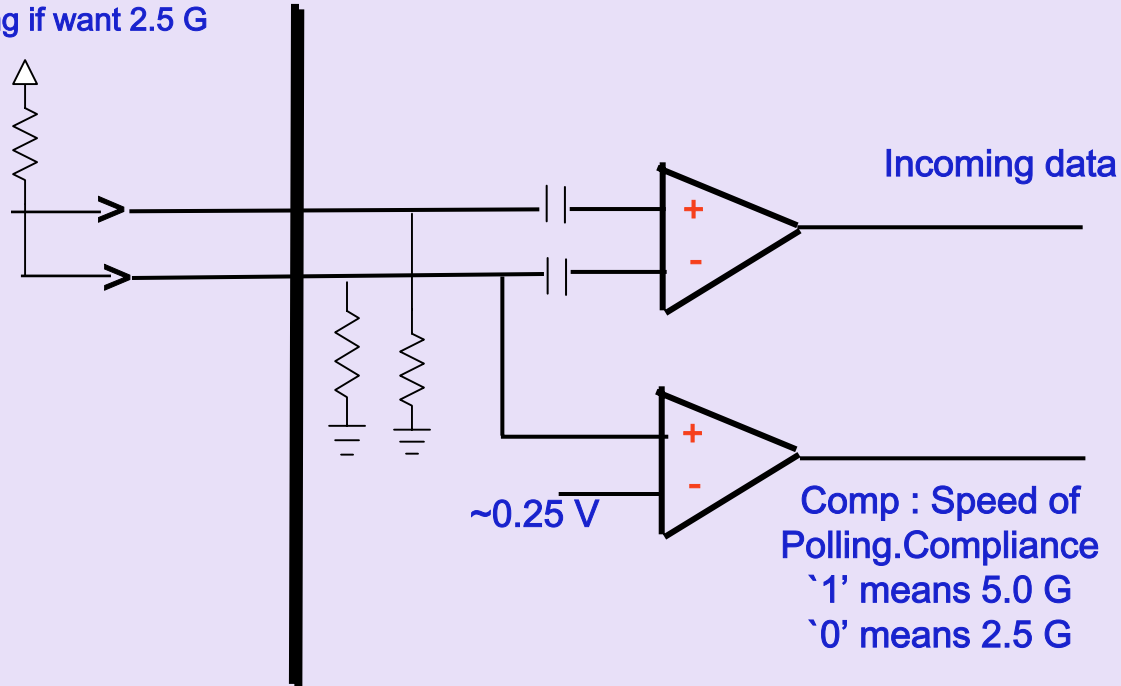 if want 2.5 G
Incoming data
+
-
+
-
~0.25 V
Comp : Speed of
Polling.Compliance
`1’ means 5.0 G
`0’ means 2.5 G